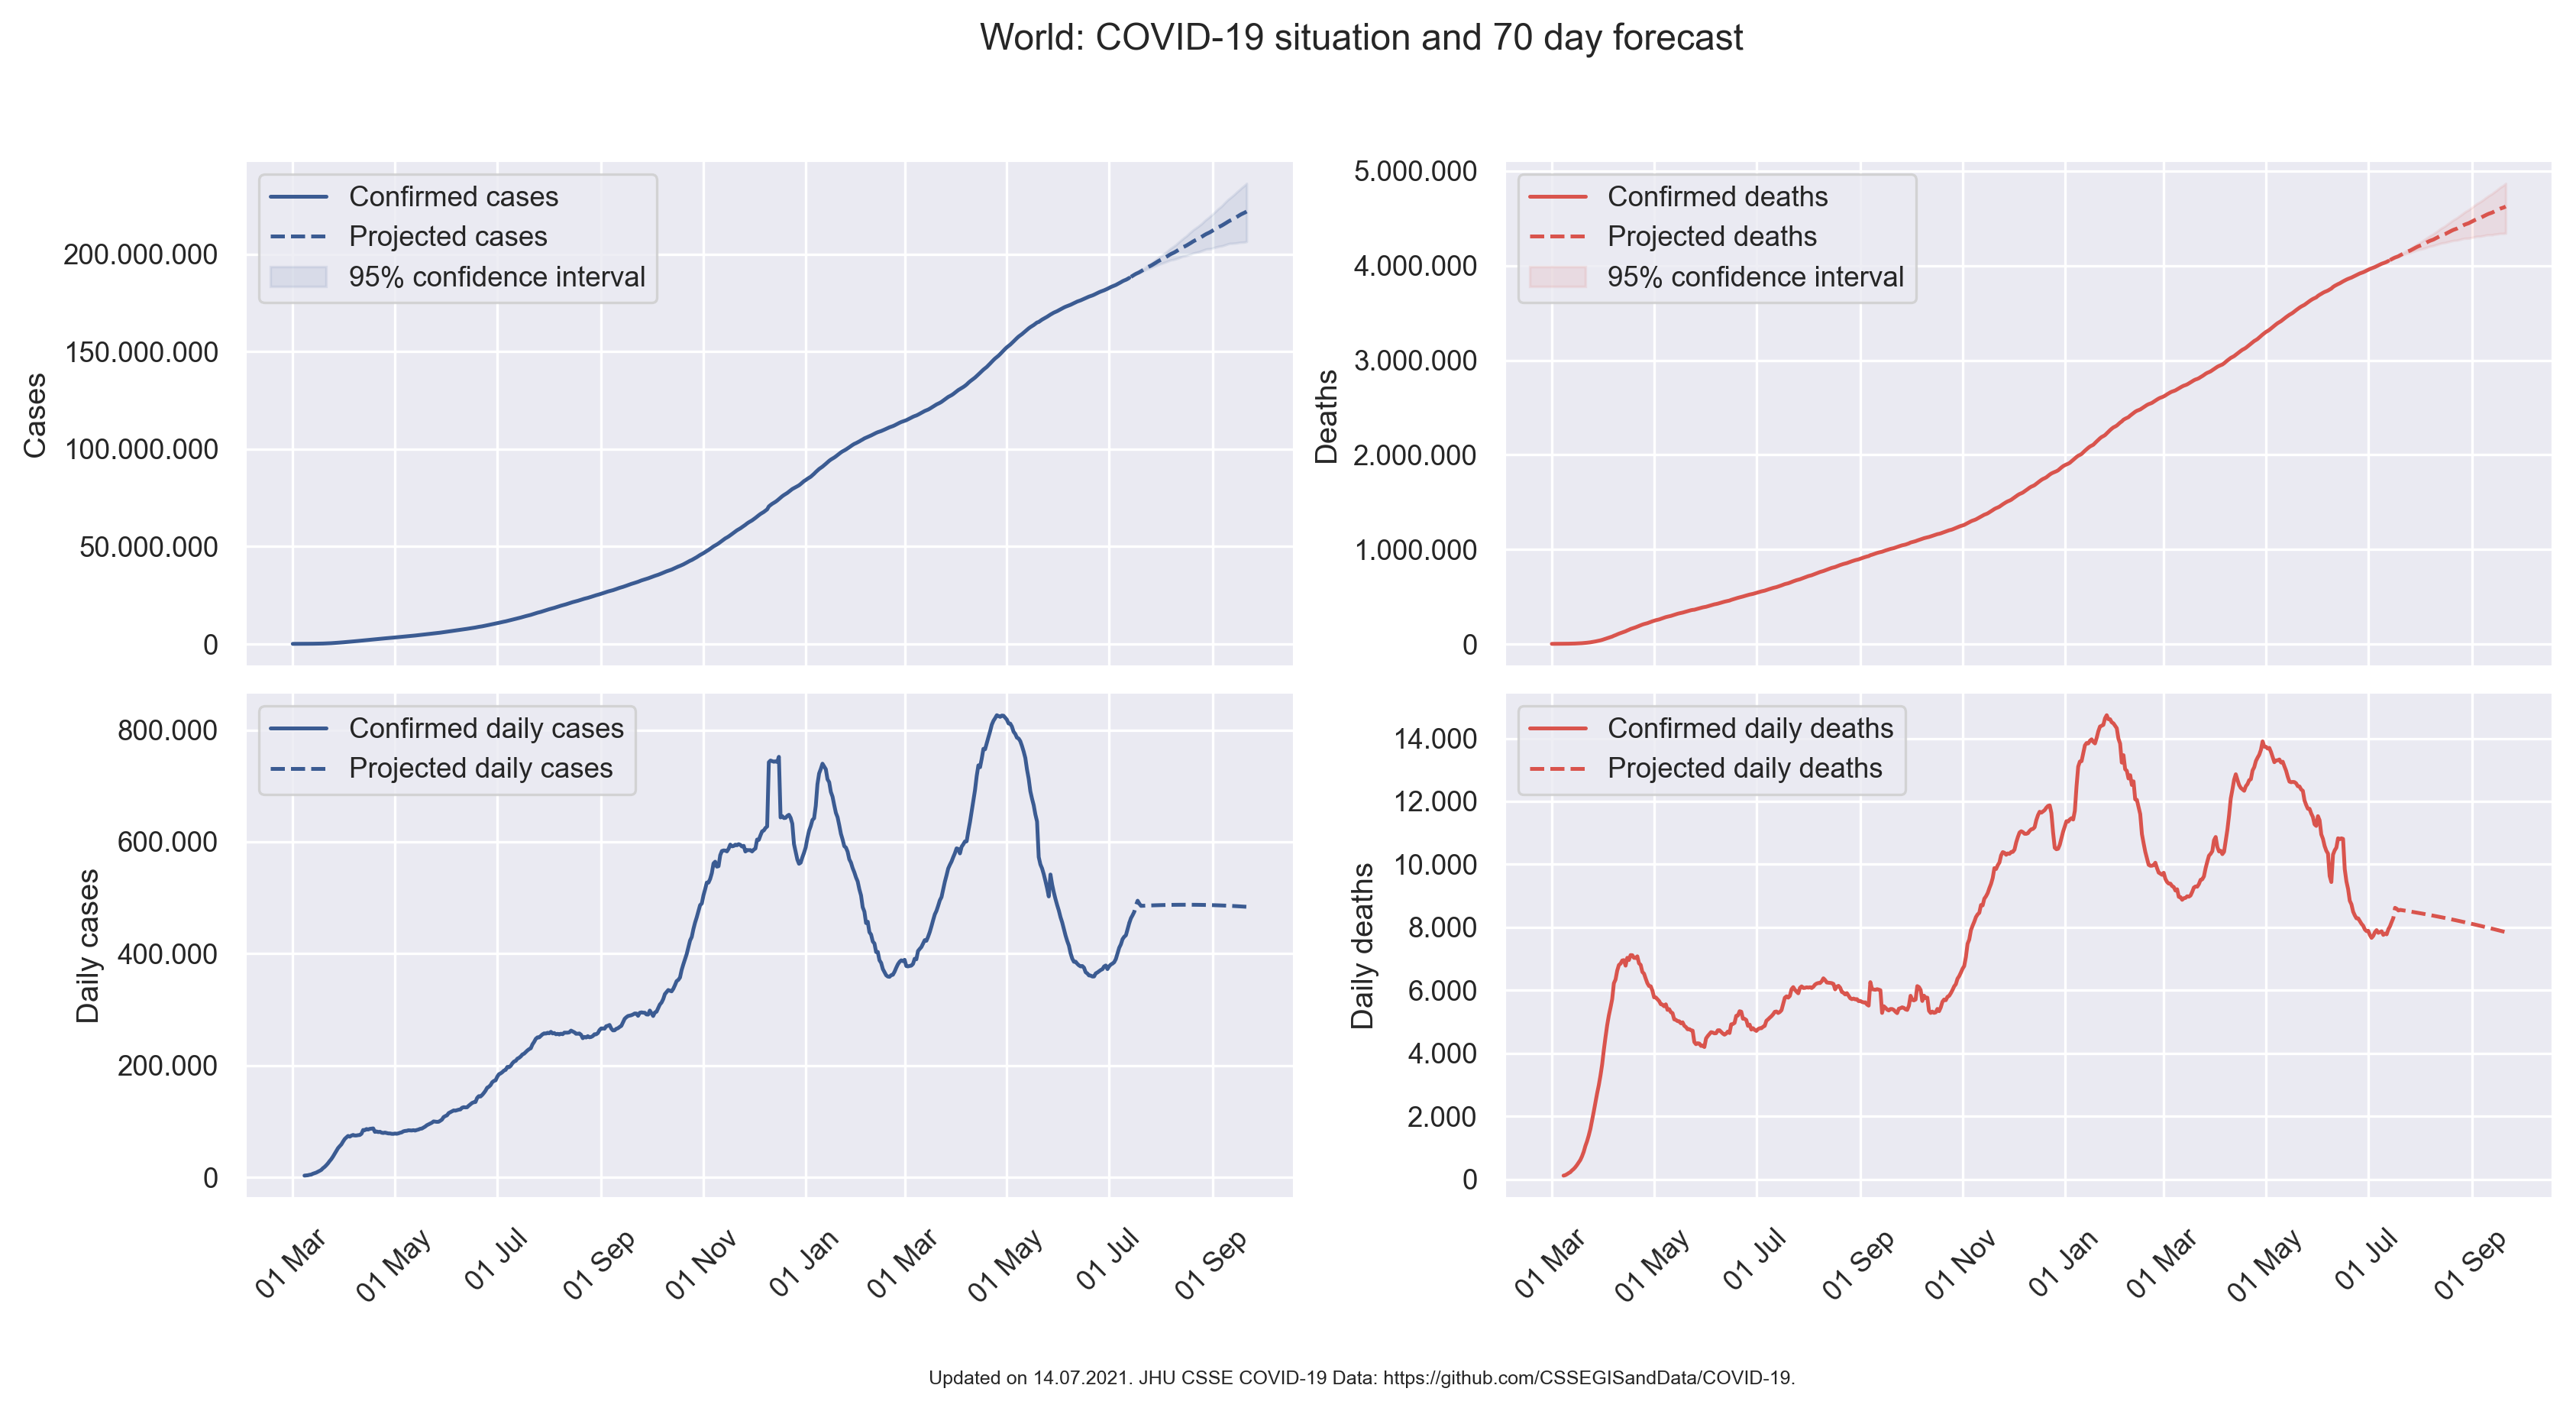 World: COVID-19 situation and 70 day forecast
Confirmed cases
Projected cases
95% confidence interval
200.000.000
150.000.000
100.000.000
50.000.000
0
Cases
Confirmed deaths
Projected deaths
95% confidence interval
5.000.000
4.000.000
3.000.000
2.000.000
1.000.000
0
Deaths
Confirmed daily cases
Projected daily cases
800.000
600.000
400.000
200.000
0
Daily cases
01 Mar
01 May
01 Jul
01 Sep
01 Nov
01 Jan
01 Mar
01 May
01 Jul
01 Sep
Confirmed daily deaths
Projected daily deaths
14.000
12.000
10.000
8.000
6.000
4.000
2.000
0
Daily deaths
01 Mar
01 May
01 Jul
01 Sep
01 Nov
01 Jan
01 Mar
01 May
01 Jul
01 Sep
Updated on 14.07.2021. JHU CSSE COVID-19 Data: https://github.com/CSSEGISandData/COVID-19.